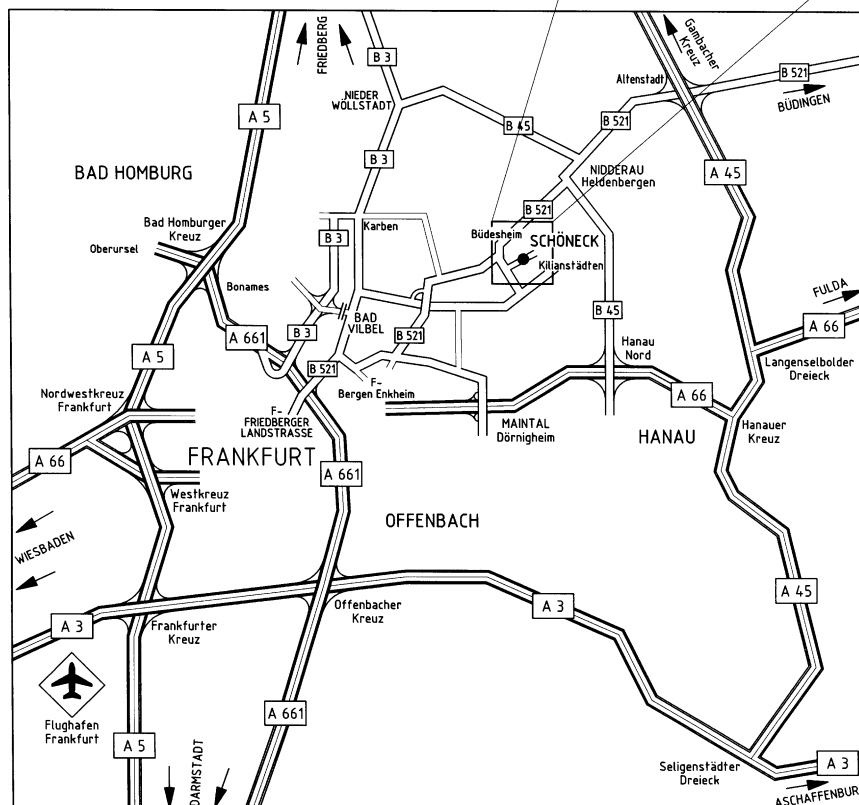 FRIEDBERG
Gambacher
Kreuz
B 3
Altenstadt
B 521
BÜDINGEN
NIEDER
WÖLLSTADT
A 5
B 45
B 521
B 3
BAD HOMBURG
NIDDERAU
Heldenbergen
A 45
B 521
Bad Homburger
Kreuz
Karben
B 3
Büdesheim
SCHÖNECK
Oberursel
Kilianstädten
Bonames
FULDA
BAD
VILBEL
B 45
A 66
A 661
B 3
B 521
Hanau
Nord
A 5
B 521
Langenselbolder
Dreieck
Nordwestkreuz
Frankfurt
F-
Bergen Enkheim
A 66
F-
FRIEDBERGER
LANDSTRASSE
MAINTAL
Dörnigheim
HANAU
Hanauer
Kreuz
A 66
FRANKFURT
A 661
Westkreuz
Frankfurt
OFFENBACH
WIESBADEN
A 45
A 3
Offenbacher
Kreuz
A 3
Frankfurter
Kreuz
Flughafen
Frankfurt
A 661
A 5
DARMSTADT
Seligenstädter
Dreieck
A 3
ASCHAFFENBUR